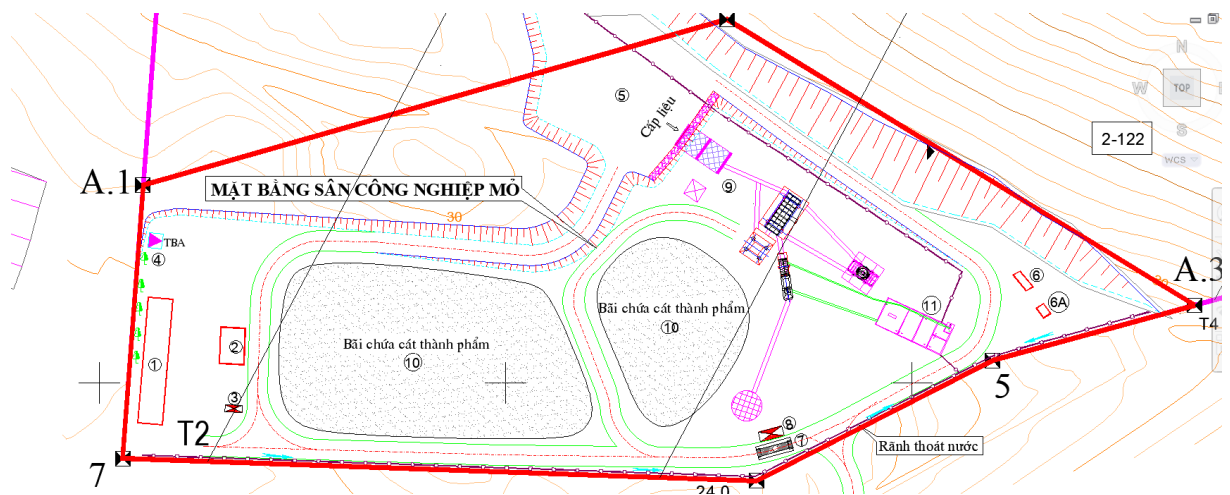 N
W
TOP
S
WCS
2-122
⑤
Cấp liệu
A.1
MẶT BẰNG SÂN CÔNG NGHIỆP MỎ
⑨
30
TBA
④
⑥
⑥A
A.3
T4
Bãi chứa cát thành phẩm
⑩
⑪
Bãi chứa cát thành phẩm
⑩
①
②
③
5
T2
⑧
⑦
Rãnh thoát nước
7
24.0